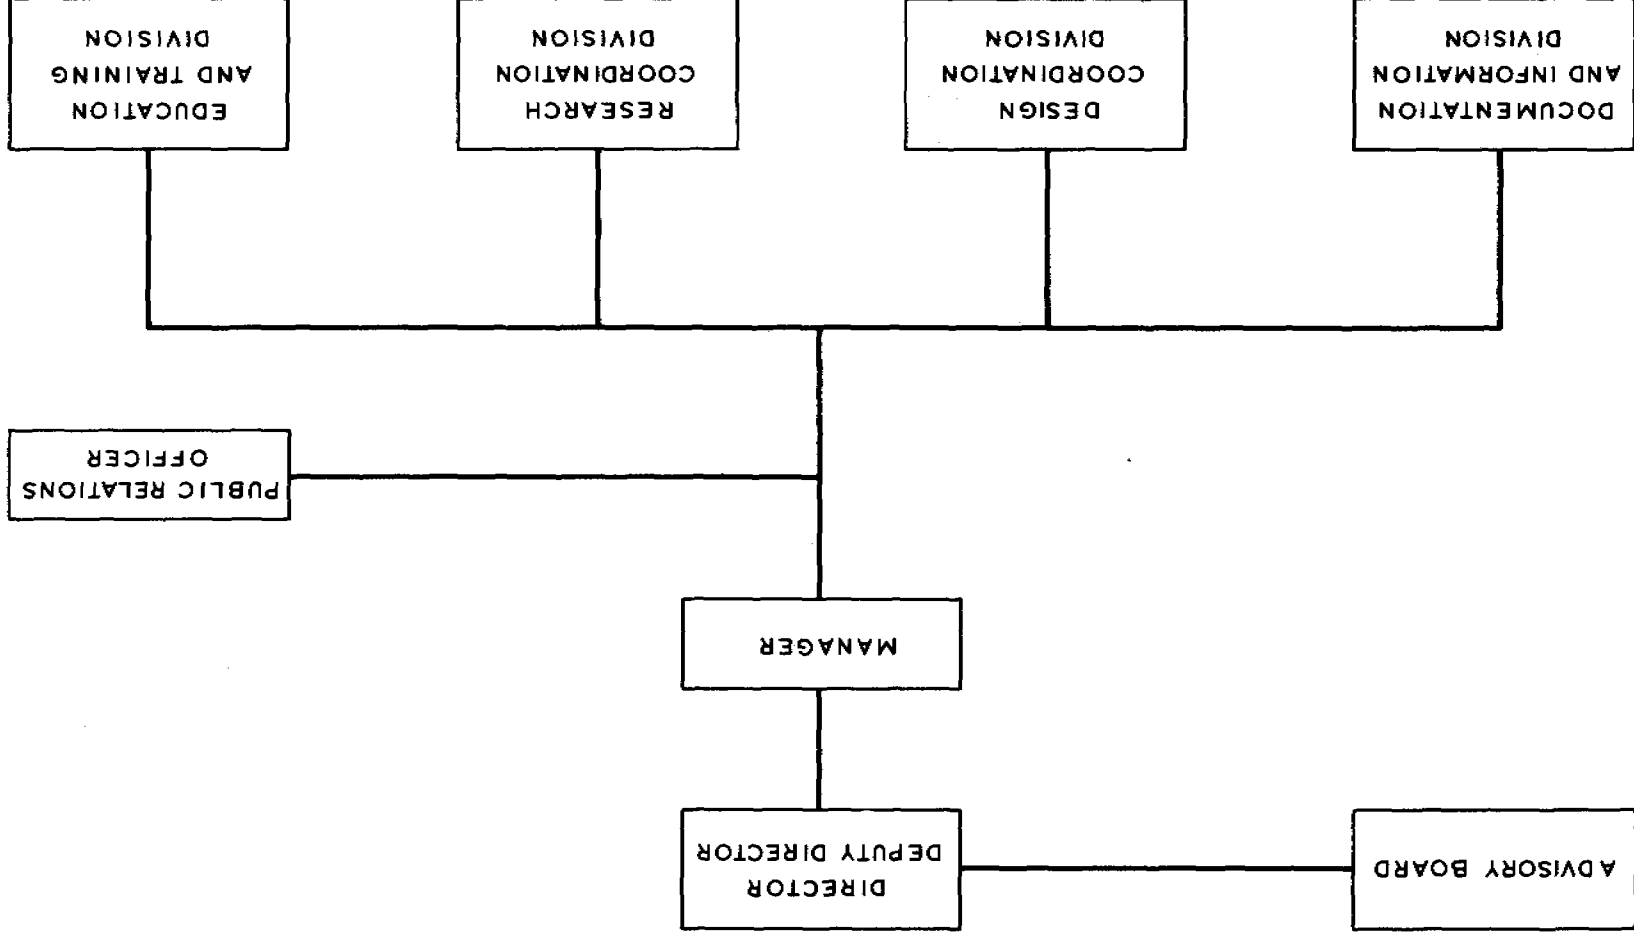 ADVISORY BOARD
DIRECTOR
DEPUTY DIRECTOR
MANAGER
PUBLIC RELATIONS
OFFICER
DOCUMENTATION
AND INFORMATION
DIVISION
DESIGN
COORDINATION
DIVISION
RESEARCH
COORDINATION
DIVISION
EDUCATION
AND TRAINING
DIVISION